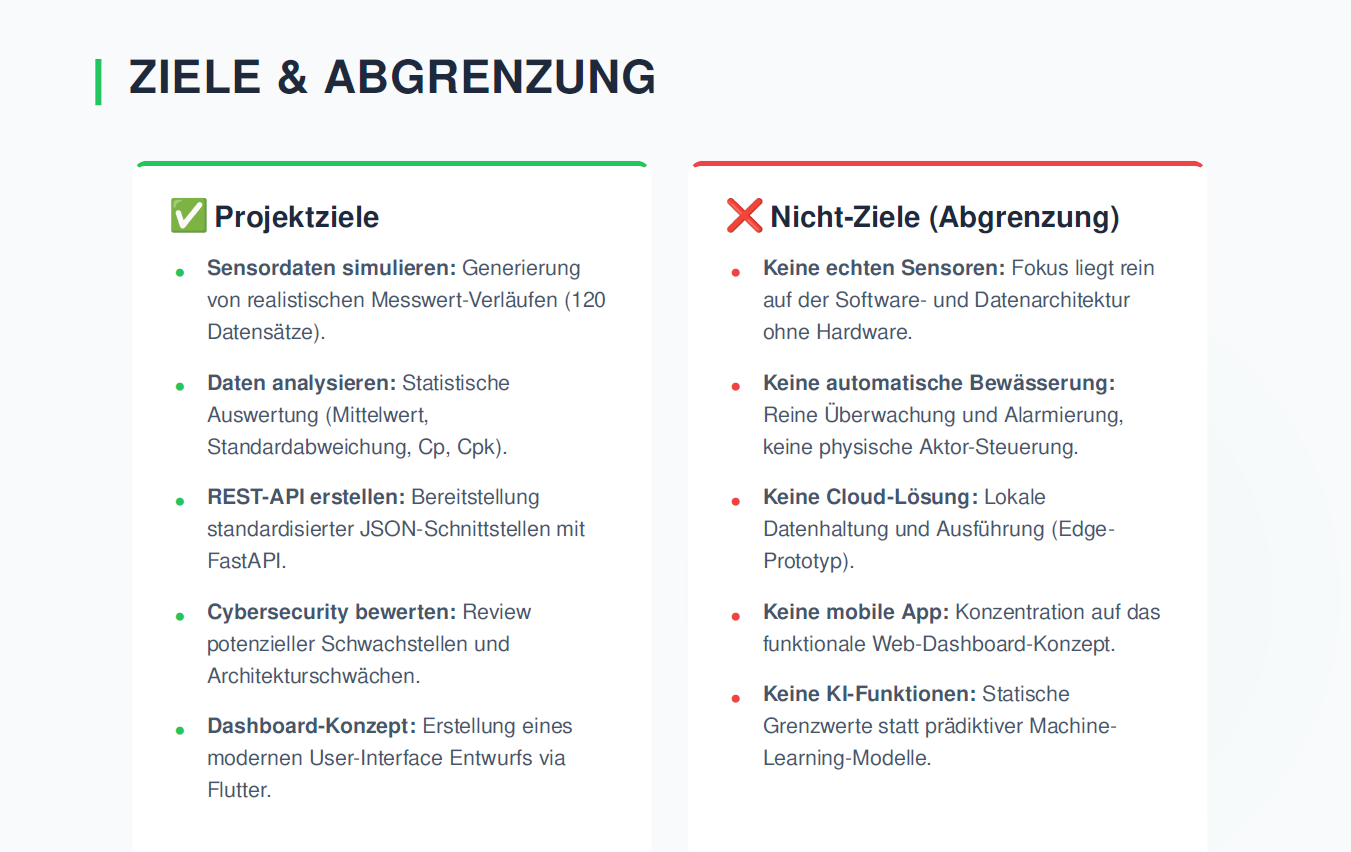 ZIELE & ABGRENZUNG
✅ Projektziele
Sensordaten simulieren: Generierung
von realistischen Messwert-Verläufen (120
Datensätze).
Daten analysieren: Statistische
Auswertung (Mittelwert,
Standardabweichung, Cp, Cpk).
REST-API erstellen: Bereitstellung
standardisierter JSON-Schnittstellen mit
FastAPI.
Cybersecurity bewerten: Review
potenzieller Schwachstellen und
Architekturschwächen.
Dashboard-Konzept: Erstellung eines
modernen User-Interface Entwurfs via
Flutter.
❌ Nicht-Ziele (Abgrenzung)
Keine echten Sensoren: Fokus liegt rein
auf der Software- und Datenarchitektur
ohne Hardware.
Keine automatische Bewässerung:
Reine Überwachung und Alarmierung,
keine physische Aktor-Steuerung.
Keine Cloud-Lösung: Lokale
Datenhaltung und Ausführung (Edge-
Prototyp).
Keine mobile App: Konzentration auf das
funktionale Web-Dashboard-Konzept.
Keine KI-Funktionen: Statische
Grenzwerte statt prädiktiver Machine-
Learning-Modelle.